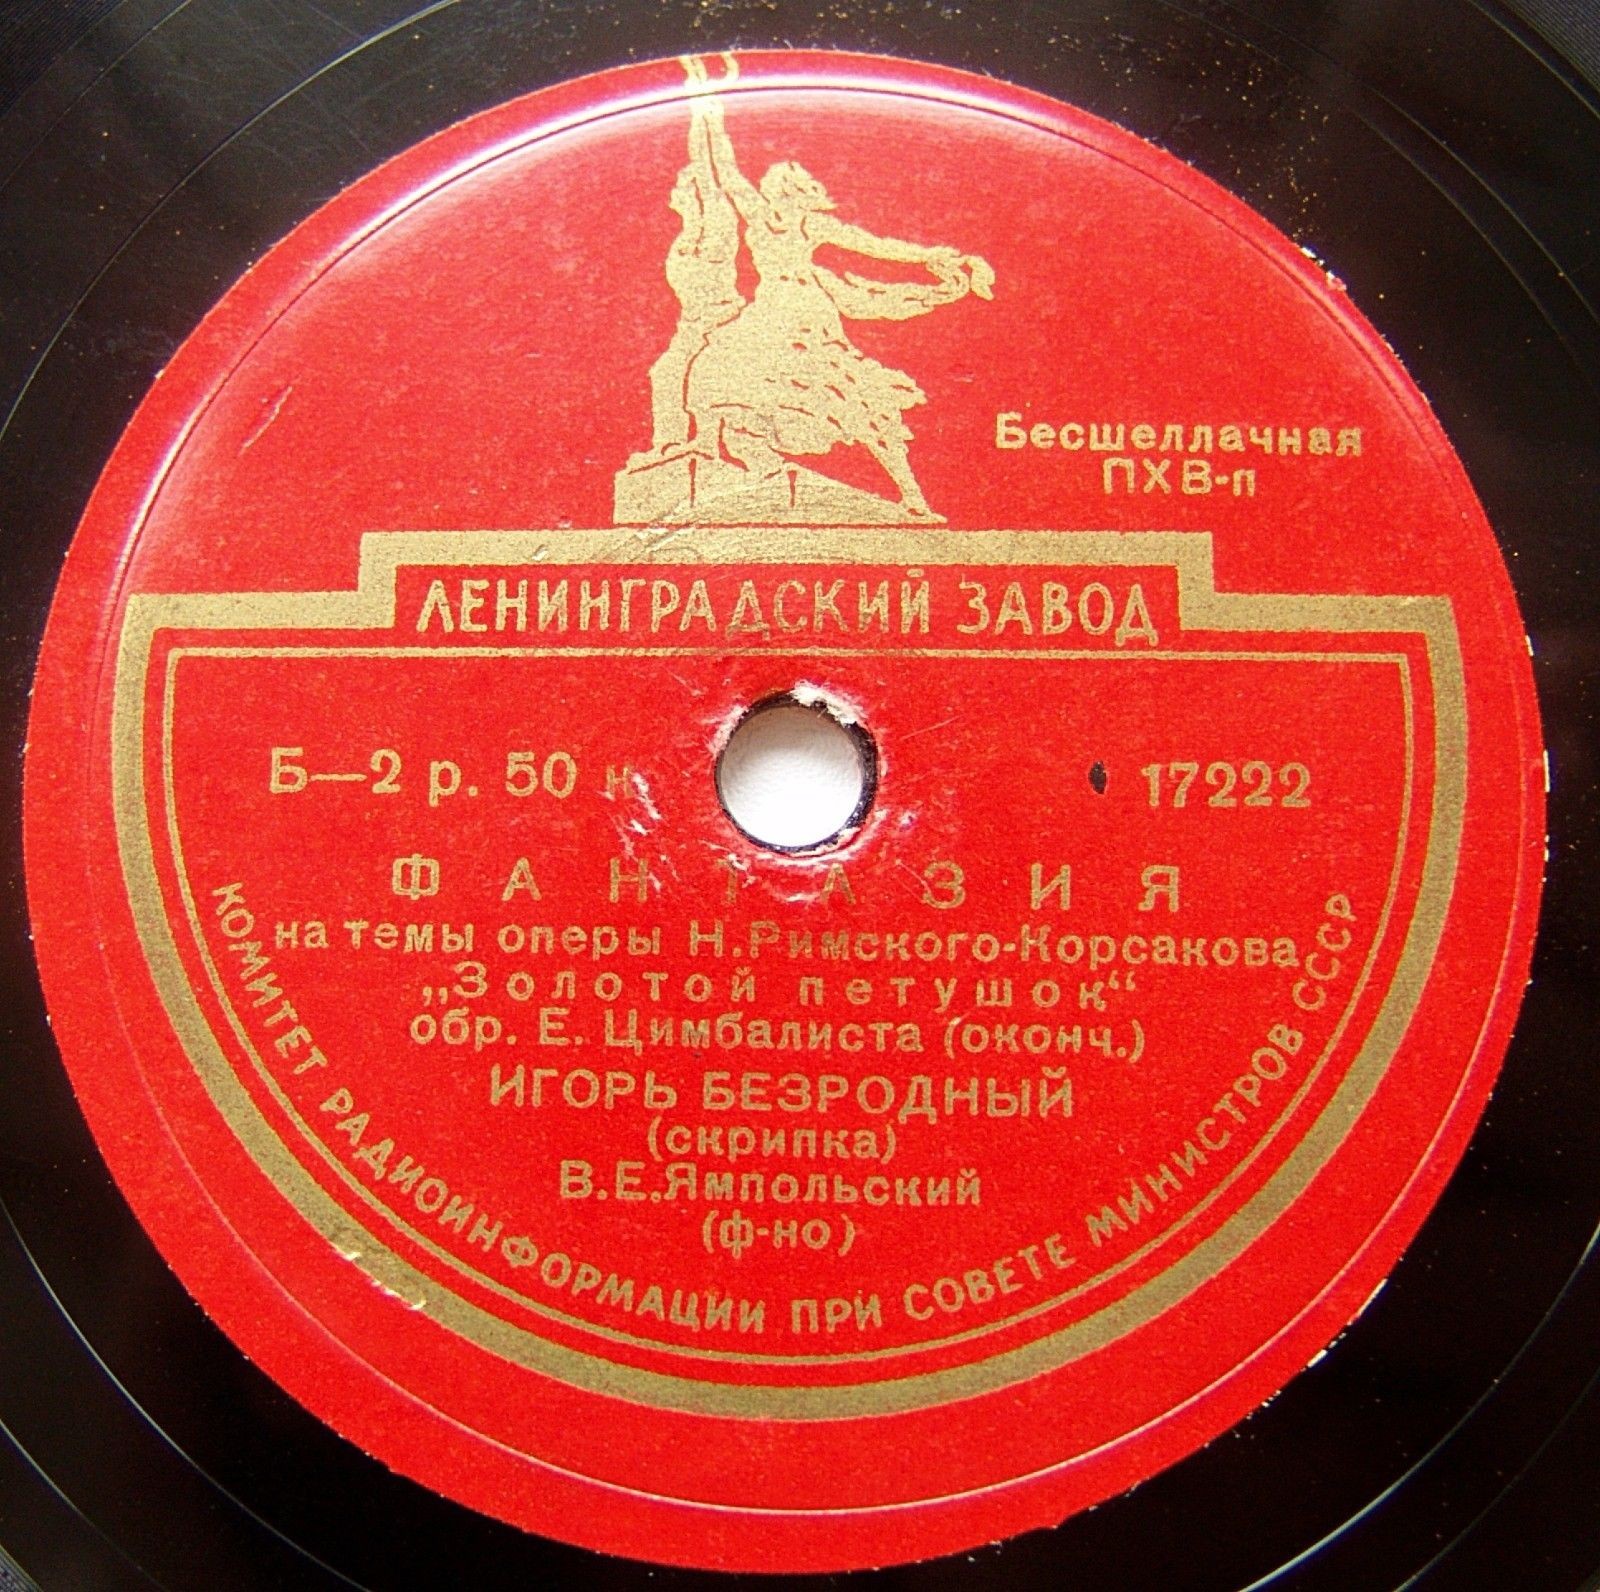 Бесшеллачная
ПХВ-п
ЛЕНИНГРАДСКИЙ ЗАВОД
Б—2 р. 50 к.
17222
ФАНТАЗИЯ
на темы оперы Н.Римского-Корсакова
„Золотой петушок“
обр. Е. Цимбалиста (оконч.)
ИГОРЬ БЕЗРОДНЫЙ
(скрипка)
В.Е.Ямпольский
(ф-но)
КОМИТЕТ РАДИОИНФОРМАЦИИ ПРИ СОВЕТЕ МИНИСТРОВ СССР